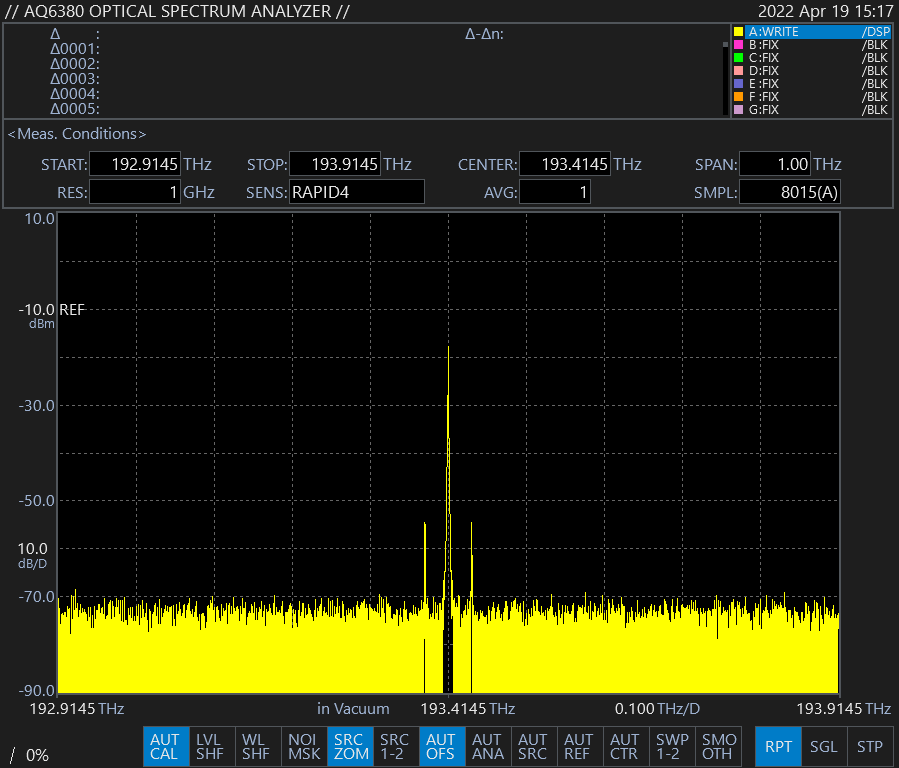 // AQ6380 OPTICAL SPECTRUM ANALYZER // 2022 Apr 19 15:17
Δ : Δ-Δn:
Δ0001:
Δ0002:
Δ0003:
Δ0004:
Δ0005:
A:WRITE /DSP
B:FIX /BLK
C:FIX /BLK
D:FIX /BLK
E:FIX /BLK
F:FIX /BLK
G:FIX /BLK
<Meas. Conditions>
START: 192.9145 THz STOP: 193.9145 THz CENTER: 193.4145 THz SPAN: 1.00 THz
RES: 1 GHz SENS: RAPID4 AVG: 1 SMPL: 8015(A)
10.0
-10.0 REF
dBm
-30.0
-50.0
10.0
dB/D
-70.0
-90.0
192.9145 THz in Vacuum 193.4145 THz 0.100 THz/D 193.9145 THz
/ 0%
AUT CAL
LVL SHF
WL SHF
NOI MSK
SRC ZOM
SRC 1-2
AUT OFS
AUT ANA
AUT SRC
AUT REF
AUT CTR
SWP 1-2
SMO OTH
RPT
SGL
STP